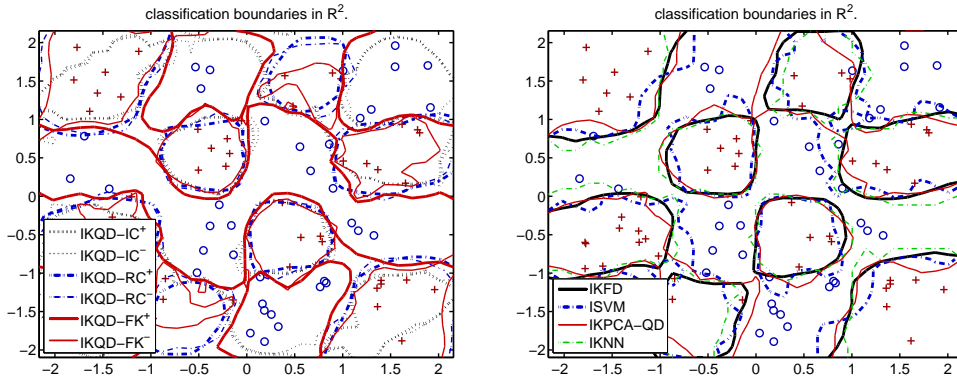 classification boundaries in R².
2
1.5
1
0.5
0
−0.5
−1
−1.5
−2
−2 −1.5 −1 −0.5 0 0.5 1 1.5 2
IKQD−IC⁺
IKQD−IC⁻
IKQD−RC⁺
IKQD−RC⁻
IKQD−FK⁺
IKQD−FK⁻
classification boundaries in R².
2
1.5
1
0.5
0
−0.5
−1
−1.5
−2
−2 −1.5 −1 −0.5 0 0.5 1 1.5 2
IKFD
ISVM
IKPCA−QD
IKNN